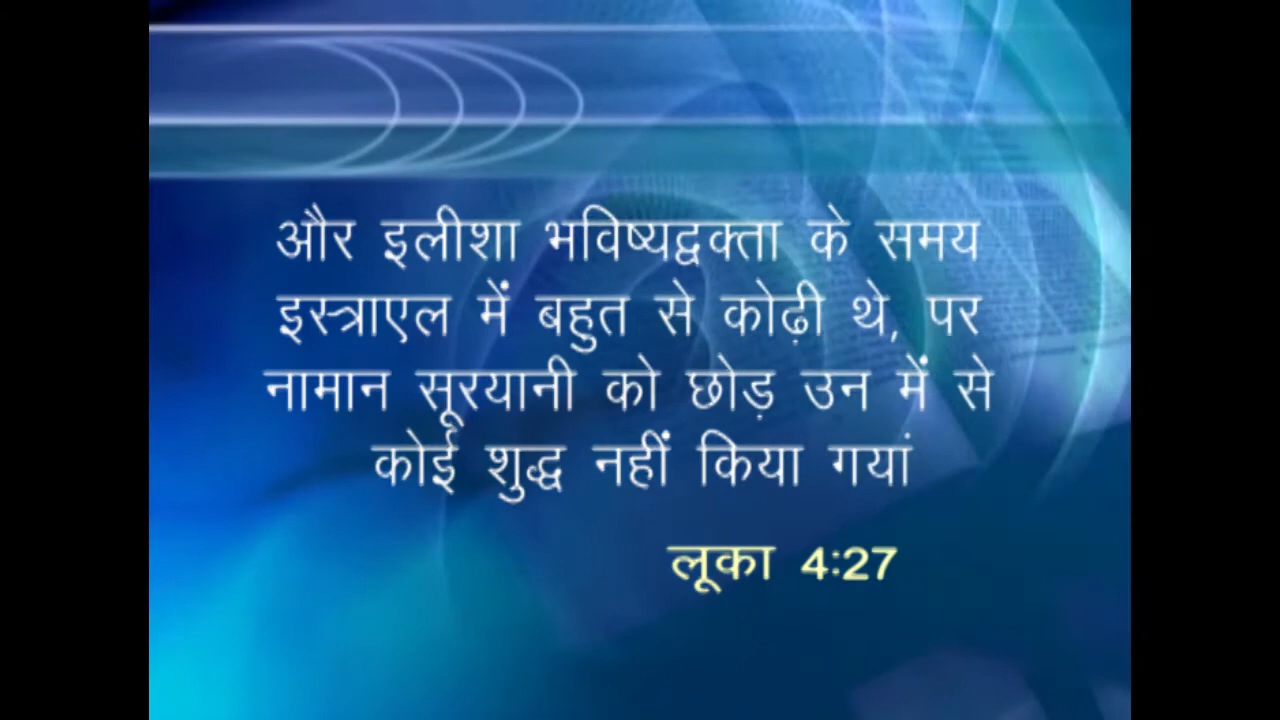 और इलीशा भविष्यद्वक्ता के समय
इस्त्राएल में बहुत से कोढ़ी थे, पर
नामान सूरयानी को छोड़ उन में से
कोई शुद्ध नहीं किया गयां
लूका 4:27